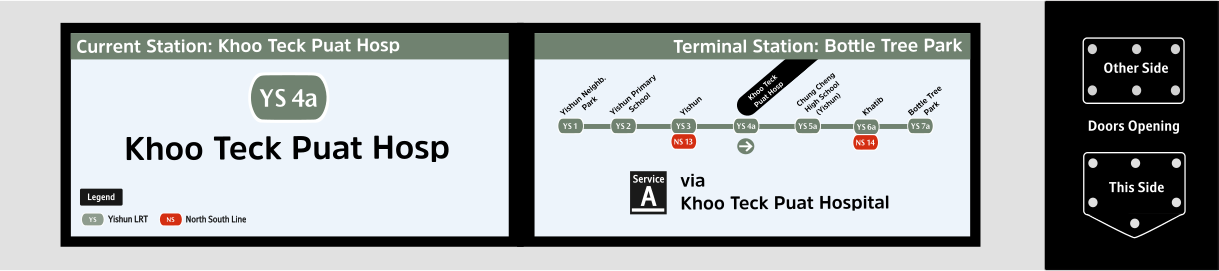 Current Station: Khoo Teck Puat Hosp
YS 4a
Khoo Teck Puat Hosp
Legend
YS Yishun LRT NS North South Line
Terminal Station: Bottle Tree Park
Yishun Neighb.
Park
Yishun Primary
School
Yishun
Khoo Teck
Puat Hosp
Chung Cheng
High School
(Yishun)
Khatib
Bottle Tree
Park
YS 1 YS 2 YS 3 YS 4a YS 5a YS 6a YS 7a
NS 13 NS 14
Service
A
via
Khoo Teck Puat Hospital
Other Side
Doors Opening
This Side